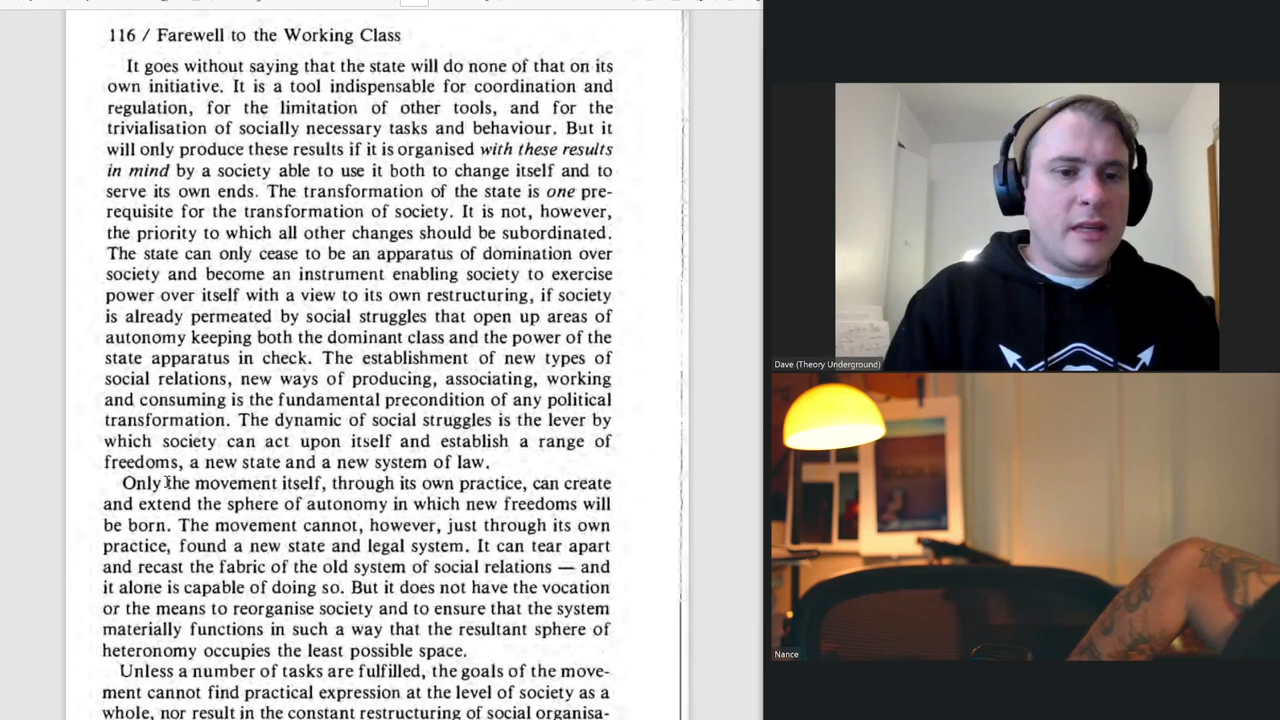 116 / Farewell to the Working Class
It goes without saying that the state will do none of that on its
own initiative. It is a tool indispensable for coordination and
regulation, for the limitation of other tools, and for the
trivialisation of socially necessary tasks and behaviour. But it
will only produce these results if it is organised with these results
in mind by a society able to use it both to change itself and to
serve its own ends. The transformation of the state is one pre-
requisite for the transformation of society. It is not, however,
the priority to which all other changes should be subordinated.
The state can only cease to be an apparatus of domination over
society and become an instrument enabling society to exercise
power over itself with a view to its own restructuring, if society
is already permeated by social struggles that open up areas of
autonomy keeping both the dominant class and the power of the
state apparatus in check. The establishment of new types of
social relations, new ways of producing, associating, working
and consuming is the fundamental precondition of any political
transformation. The dynamic of social struggles is the lever by
which society can act upon itself and establish a range of
freedoms, a new state and a new system of law.
Only the movement itself, through its own practice, can create
and extend the sphere of autonomy in which new freedoms will
be born. The movement cannot, however, just through its own
practice, found a new state and legal system. It can tear apart
and recast the fabric of the old system of social relations — and
it alone is capable of doing so. But it does not have the vocation
or the means to reorganise society and to ensure that the system
materially functions in such a way that the resultant sphere of
heteronomy occupies the least possible space.
Unless a number of tasks are fulfilled, the goals of the move-
ment cannot find practical expression at the level of society as a
whole, nor result in the constant restructuring of social organisa-
Dave (Theory Underground)
Nance